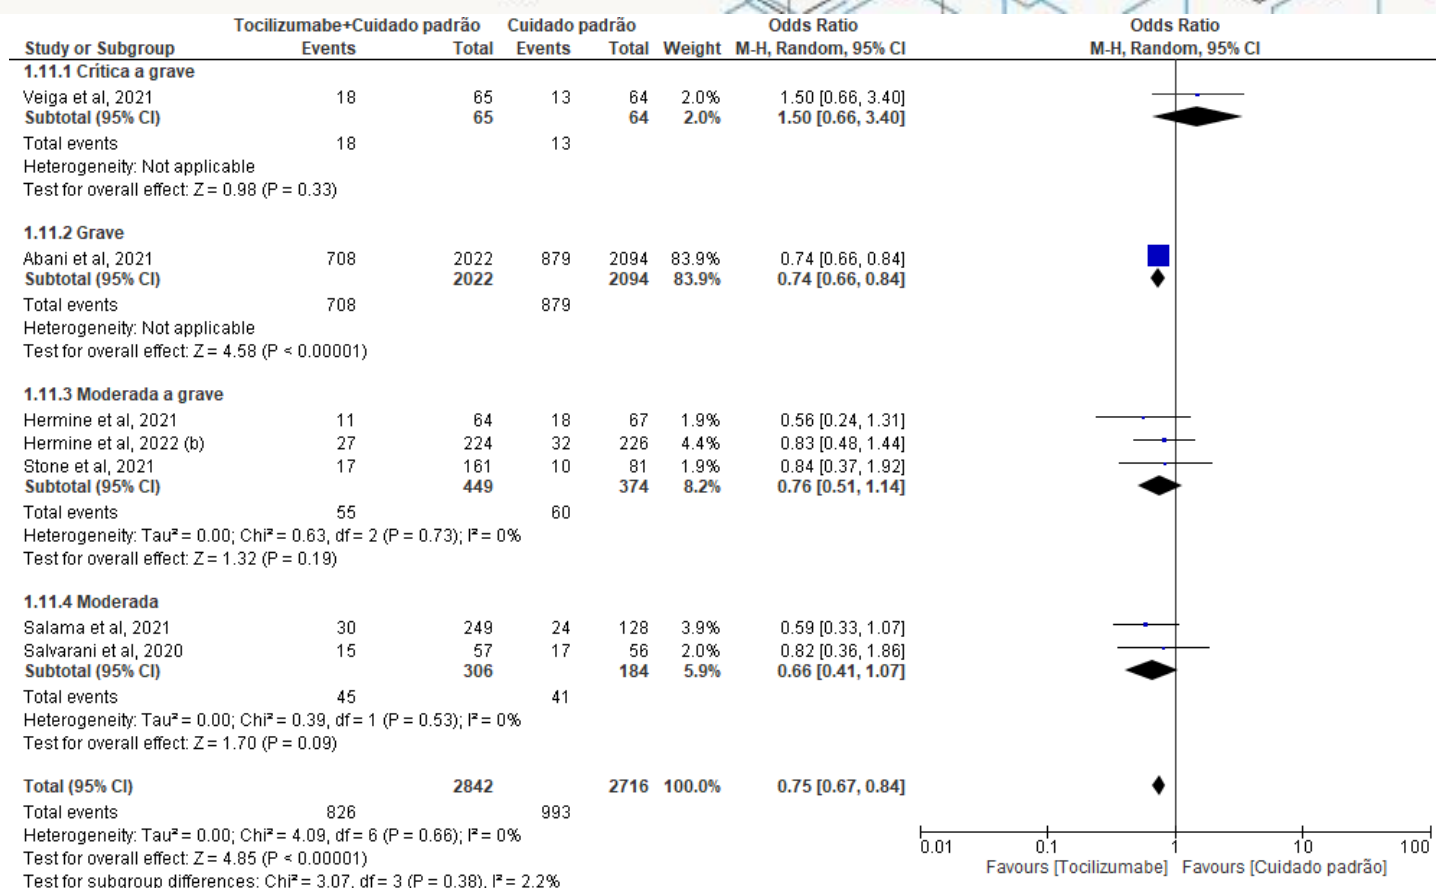 Tocilizumabe+Cuidado padrão Cuidado padrão Odds Ratio Odds Ratio
Study or Subgroup Events Total Events Total Weight M-H, Random, 95% CI M-H, Random, 95% CI
1.11.1 Crítica a grave
Veiga et al, 2021 18 65 13 64 2.0% 1.50 [0.66, 3.40]
Subtotal (95% CI) 65 64 2.0% 1.50 [0.66, 3.40]
Total events 18 13
Heterogeneity: Not applicable
Test for overall effect: Z = 0.98 (P = 0.33)
1.11.2 Grave
Abani et al, 2021 708 2022 879 2094 83.9% 0.74 [0.66, 0.84]
Subtotal (95% CI) 2022 2094 83.9% 0.74 [0.66, 0.84]
Total events 708 879
Heterogeneity: Not applicable
Test for overall effect: Z = 4.58 (P < 0.00001)
1.11.3 Moderada a grave
Hermine et al, 2021 11 64 18 67 1.9% 0.56 [0.24, 1.31]
Hermine et al, 2022 (b) 27 224 32 226 4.4% 0.83 [0.48, 1.44]
Stone et al, 2021 17 161 10 81 1.9% 0.84 [0.37, 1.92]
Subtotal (95% CI) 449 374 8.2% 0.76 [0.51, 1.14]
Total events 55 60
Heterogeneity: Tau² = 0.00; Chi² = 0.63, df = 2 (P = 0.73); I² = 0%
Test for overall effect: Z = 1.32 (P = 0.19)
1.11.4 Moderada
Salama et al, 2021 30 249 24 128 3.9% 0.59 [0.33, 1.07]
Salvarani et al, 2020 15 57 17 56 2.0% 0.82 [0.36, 1.86]
Subtotal (95% CI) 306 184 5.9% 0.66 [0.41, 1.07]
Total events 45 41
Heterogeneity: Tau² = 0.00; Chi² = 0.39, df = 1 (P = 0.53); I² = 0%
Test for overall effect: Z = 1.70 (P = 0.09)
Total (95% CI) 2842 2716 100.0% 0.75 [0.67, 0.84]
Total events 826 993
Heterogeneity: Tau² = 0.00; Chi² = 4.09, df = 6 (P = 0.66); I² = 0%
Test for overall effect: Z = 4.85 (P < 0.00001)
Test for subgroup differences: Chi² = 3.07, df = 3 (P = 0.38), I² = 2.2%
0.01 0.1 1 10 100
Favours [Tocilizumabe] Favours [Cuidado padrão]